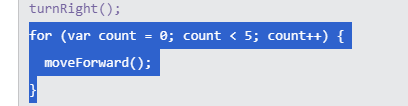 turnRight();
for (var count = 0; count < 5; count++) {
  moveForward();
}